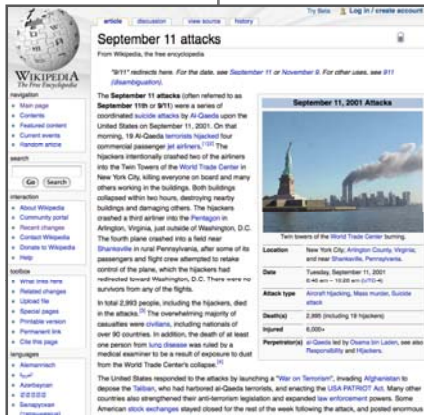 Try Beta
Log in / create account
article
discussion
view source
history
September 11 attacks
From Wikipedia, the free encyclopedia
"9/11" redirects here. For the date, see September 11 or November 9. For other uses, see 911
(disambiguation).
WIKIPEDIA
The Free Encyclopedia
navigation
Main page
Contents
Featured content
Current events
Random article
search
Go
Search
interaction
About Wikipedia
Community portal
Recent changes
Contact Wikipedia
Donate to Wikipedia
Help
toolbox
What links here
Related changes
Upload file
Special pages
Printable version
Permanent link
Cite this page
languages
Alemannisch
العربية
Azərbaycan
The September 11 attacks (often referred to as
September 11th or 9/11) were a series of
coordinated suicide attacks by Al-Qaeda upon the
United States on September 11, 2001. On that
morning, 19 Al-Qaeda terrorists hijacked four
commercial passenger jet airliners.[1][2] The
hijackers intentionally crashed two of the airliners
into the Twin Towers of the World Trade Center in
New York City, killing everyone on board and many
others working in the buildings. Both buildings
collapsed within two hours, destroying nearby
buildings and damaging others. The hijackers
crashed a third airliner into the Pentagon in
Arlington, Virginia, just outside of Washington, D.C.
The fourth plane crashed into a field near
Shanksville in rural Pennsylvania, after some of its
passengers and flight crew attempted to retake
control of the plane, which the hijackers had
redirected toward Washington, D.C. There were no
survivors from any of the flights.
In total 2,993 people, including the hijackers, died
in the attacks.[3] The overwhelming majority of
casualties were civilians, including nationals of
over 90 countries. In addition, the death of at least
one person from lung disease was ruled by a
medical examiner to be a result of exposure to dust
from the World Trade Center's collapse.[4]
September 11, 2001 Attacks
Twin towers of the World Trade Center burning.
Location New York City; Arlington County, Virginia;
and near Shanksville, Pennsylvania.
Date Tuesday, September 11, 2001
8:46 am – 10:28 am (UTC-4)
Attack type Aircraft hijacking, Mass murder, Suicide
attack
Death(s) 2,995 (including 19 hijackers)
Injured 6,000+
Perpetrator(s) al-Qaeda led by Osama bin Laden, see also
Responsibility and Hijackers.
The United States responded to the attacks by launching a "War on Terrorism", invading Afghanistan to
depose the Taliban, who had harbored al-Qaeda terrorists, and enacting the USA PATRIOT Act. Many other
countries also strengthened their anti-terrorism legislation and expanded law enforcement powers. Some
American stock exchanges stayed closed for the rest of the week following the attack, and posted enormous